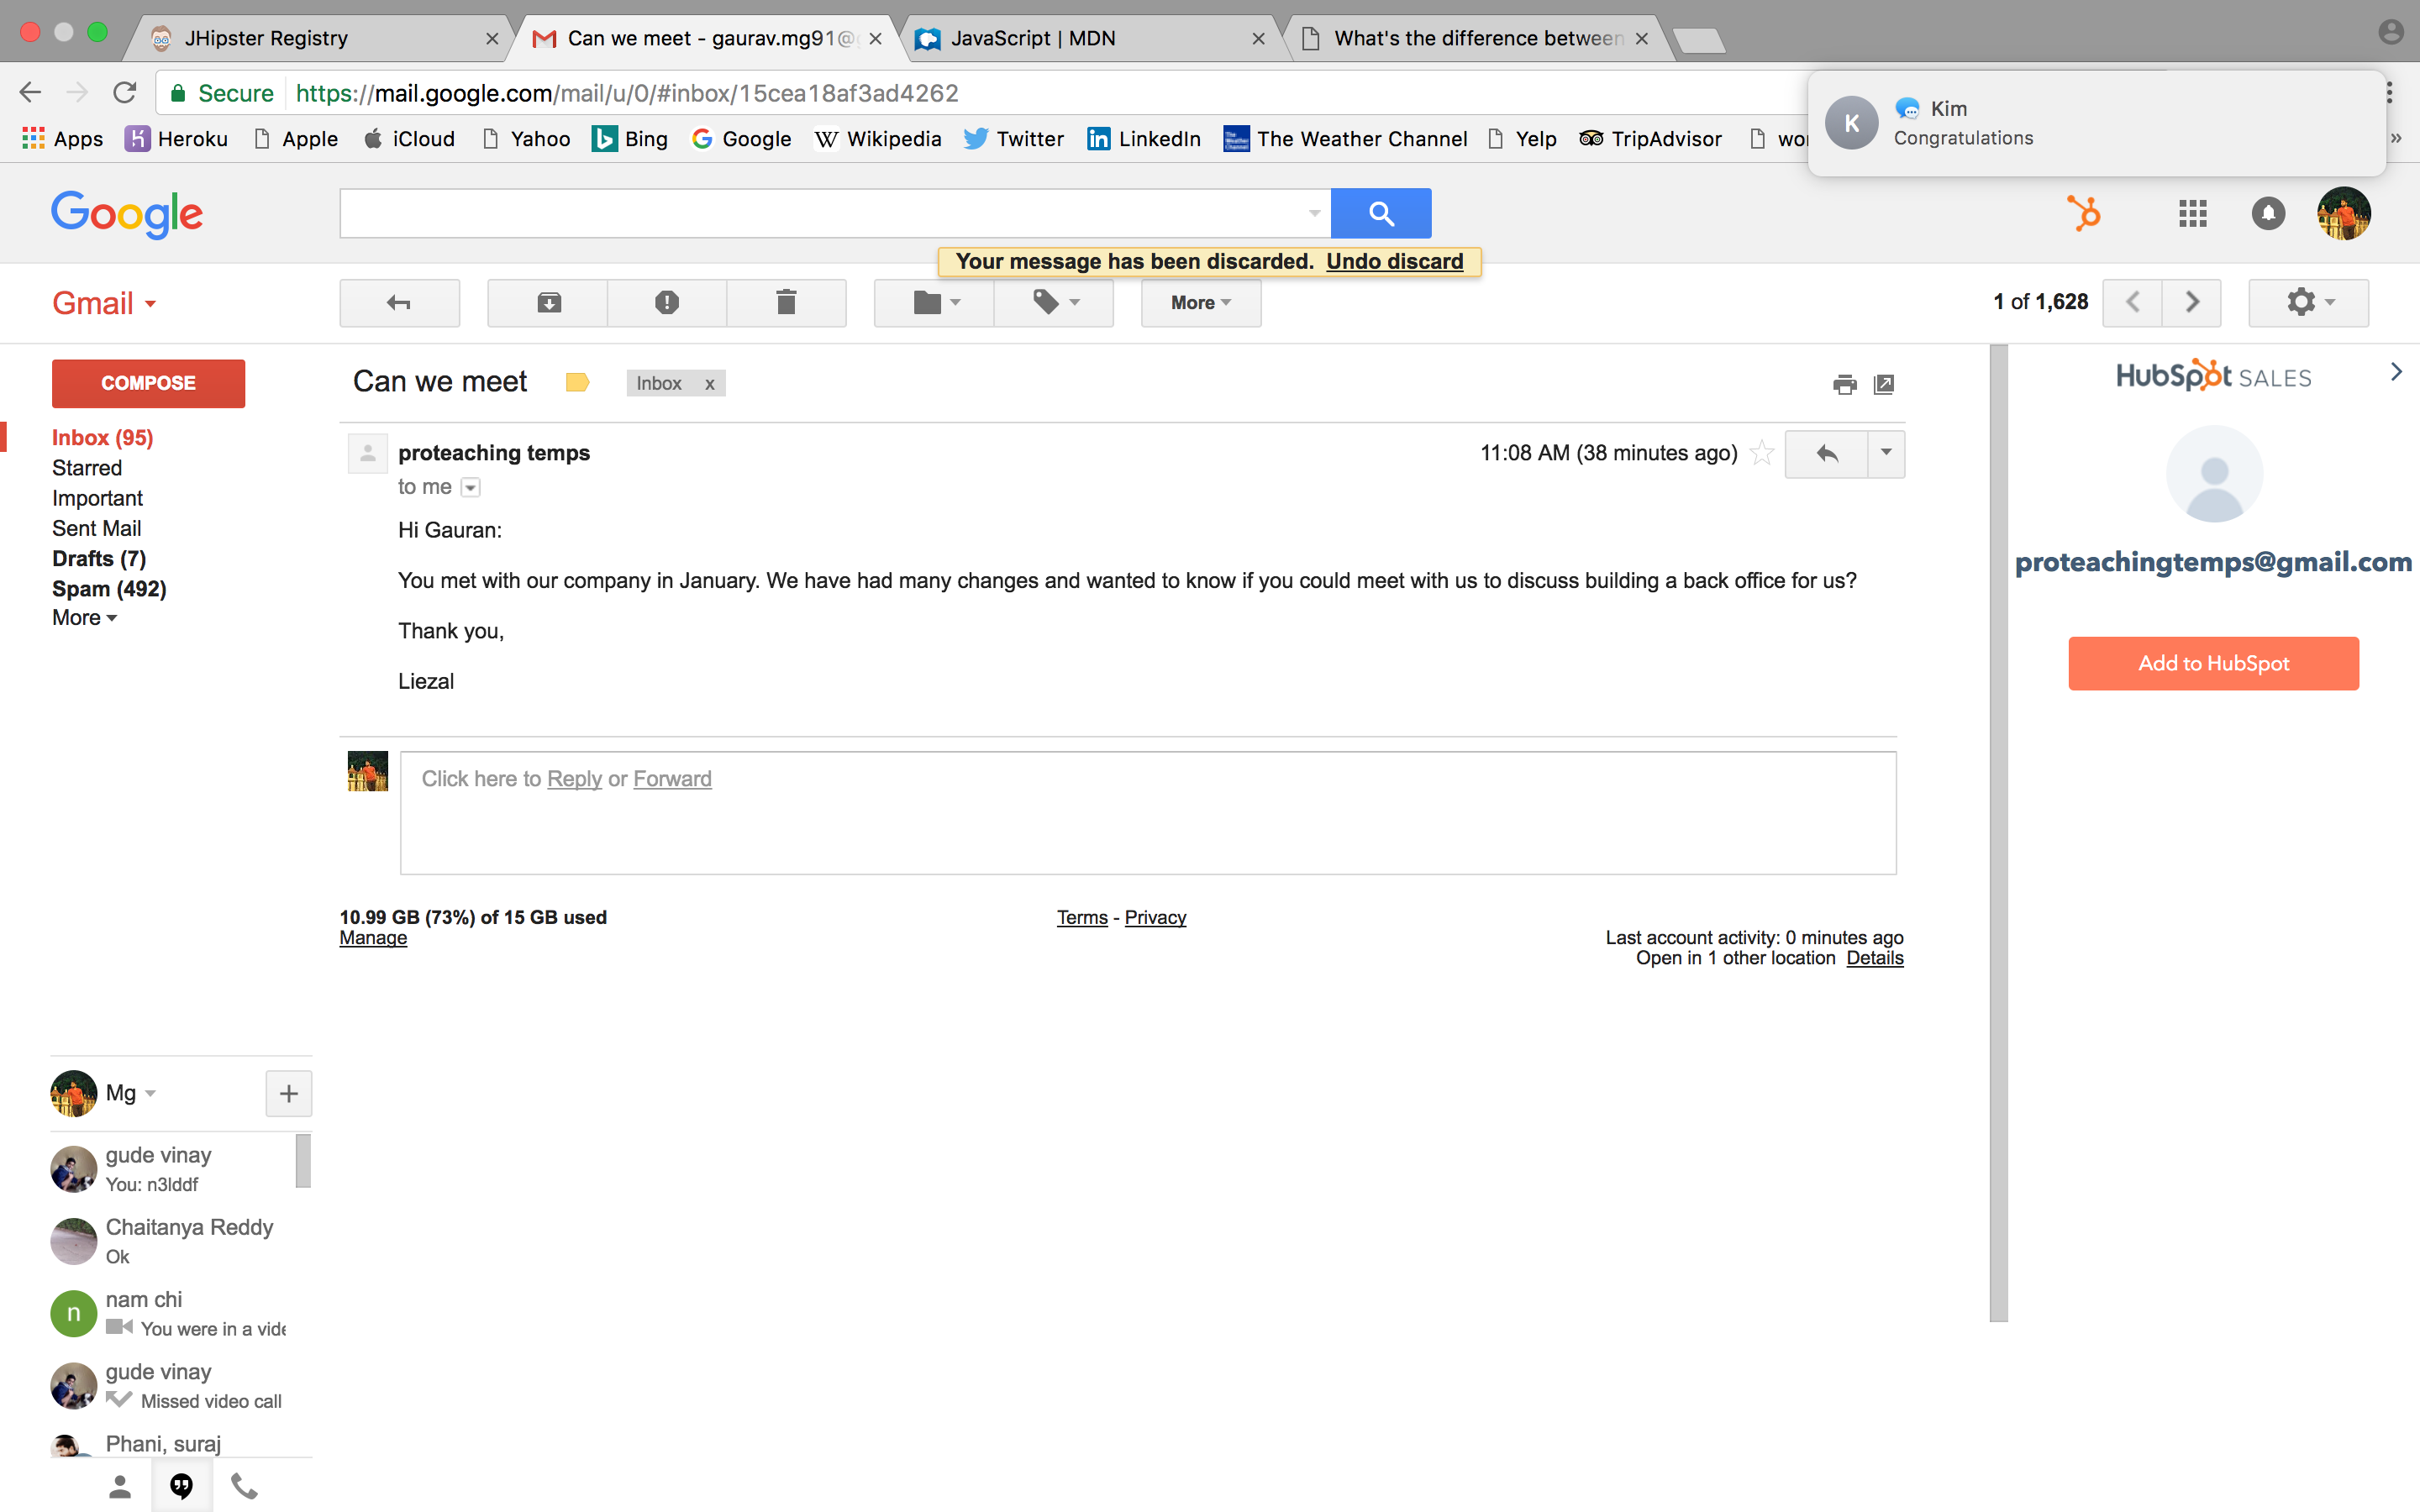 JHipster Registry
Can we meet - gaurav.mg91@
JavaScript | MDN
What's the difference between
Secure https://mail.google.com/mail/u/0/#inbox/15cea18af3ad4262
Kim
K
Congratulations
Apps Heroku Apple iCloud Yahoo Bing Google Wikipedia Twitter LinkedIn The Weather Channel Yelp TripAdvisor wo »
Google
Your message has been discarded. Undo discard
Gmail
More
1 of 1,628
COMPOSE
Can we meet Inbox x
HubSpot SALES
Inbox (95)
Starred
Important
Sent Mail
Drafts (7)
Spam (492)
More
proteaching temps
11:08 AM (38 minutes ago)
to me
Hi Gauran:
You met with our company in January. We have had many changes and wanted to know if you could meet with us to discuss building a back office for us?
Thank you,
Liezal
proteachingtemps@gmail.com
Add to HubSpot
Click here to Reply or Forward
10.99 GB (73%) of 15 GB used
Manage
Terms - Privacy
Last account activity: 0 minutes ago
Open in 1 other location Details
Mg
gude vinay
You: n3lddf
Chaitanya Reddy
Ok
n
nam chi
You were in a vide
gude vinay
Missed video call
Phani, suraj